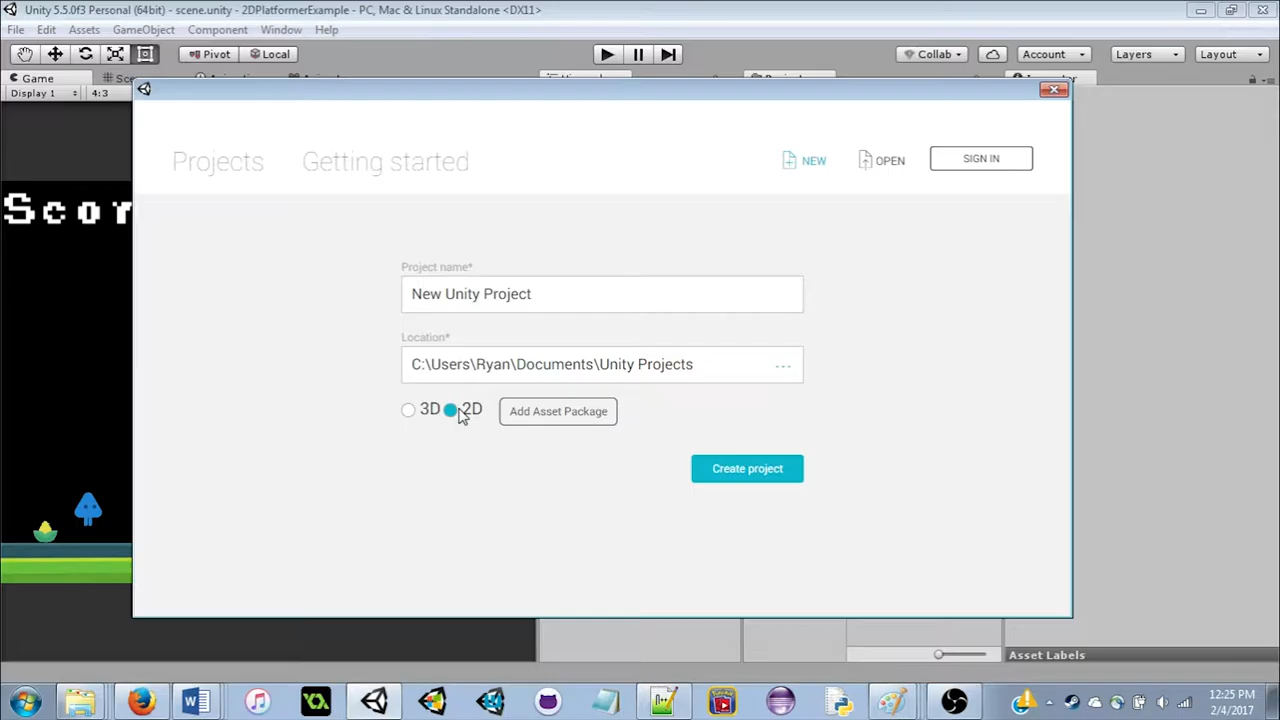 Unity 5.5.0f3 Personal (64bit) - scene.unity - 2DPlatformerExample - PC, Mac & Linux Standalone <DX11>
File Edit Assets GameObject Component Window Help
Pivot Local Collab Account Layers Layout
Game
Display 1 4:3
Projects Getting started NEW OPEN SIGN IN
Scor
Project name*
New Unity Project
Location*
C:\Users\Ryan\Documents\Unity Projects ...
3D 2D Add Asset Package
Create project
Asset Labels
12:25 PM
2/4/2017